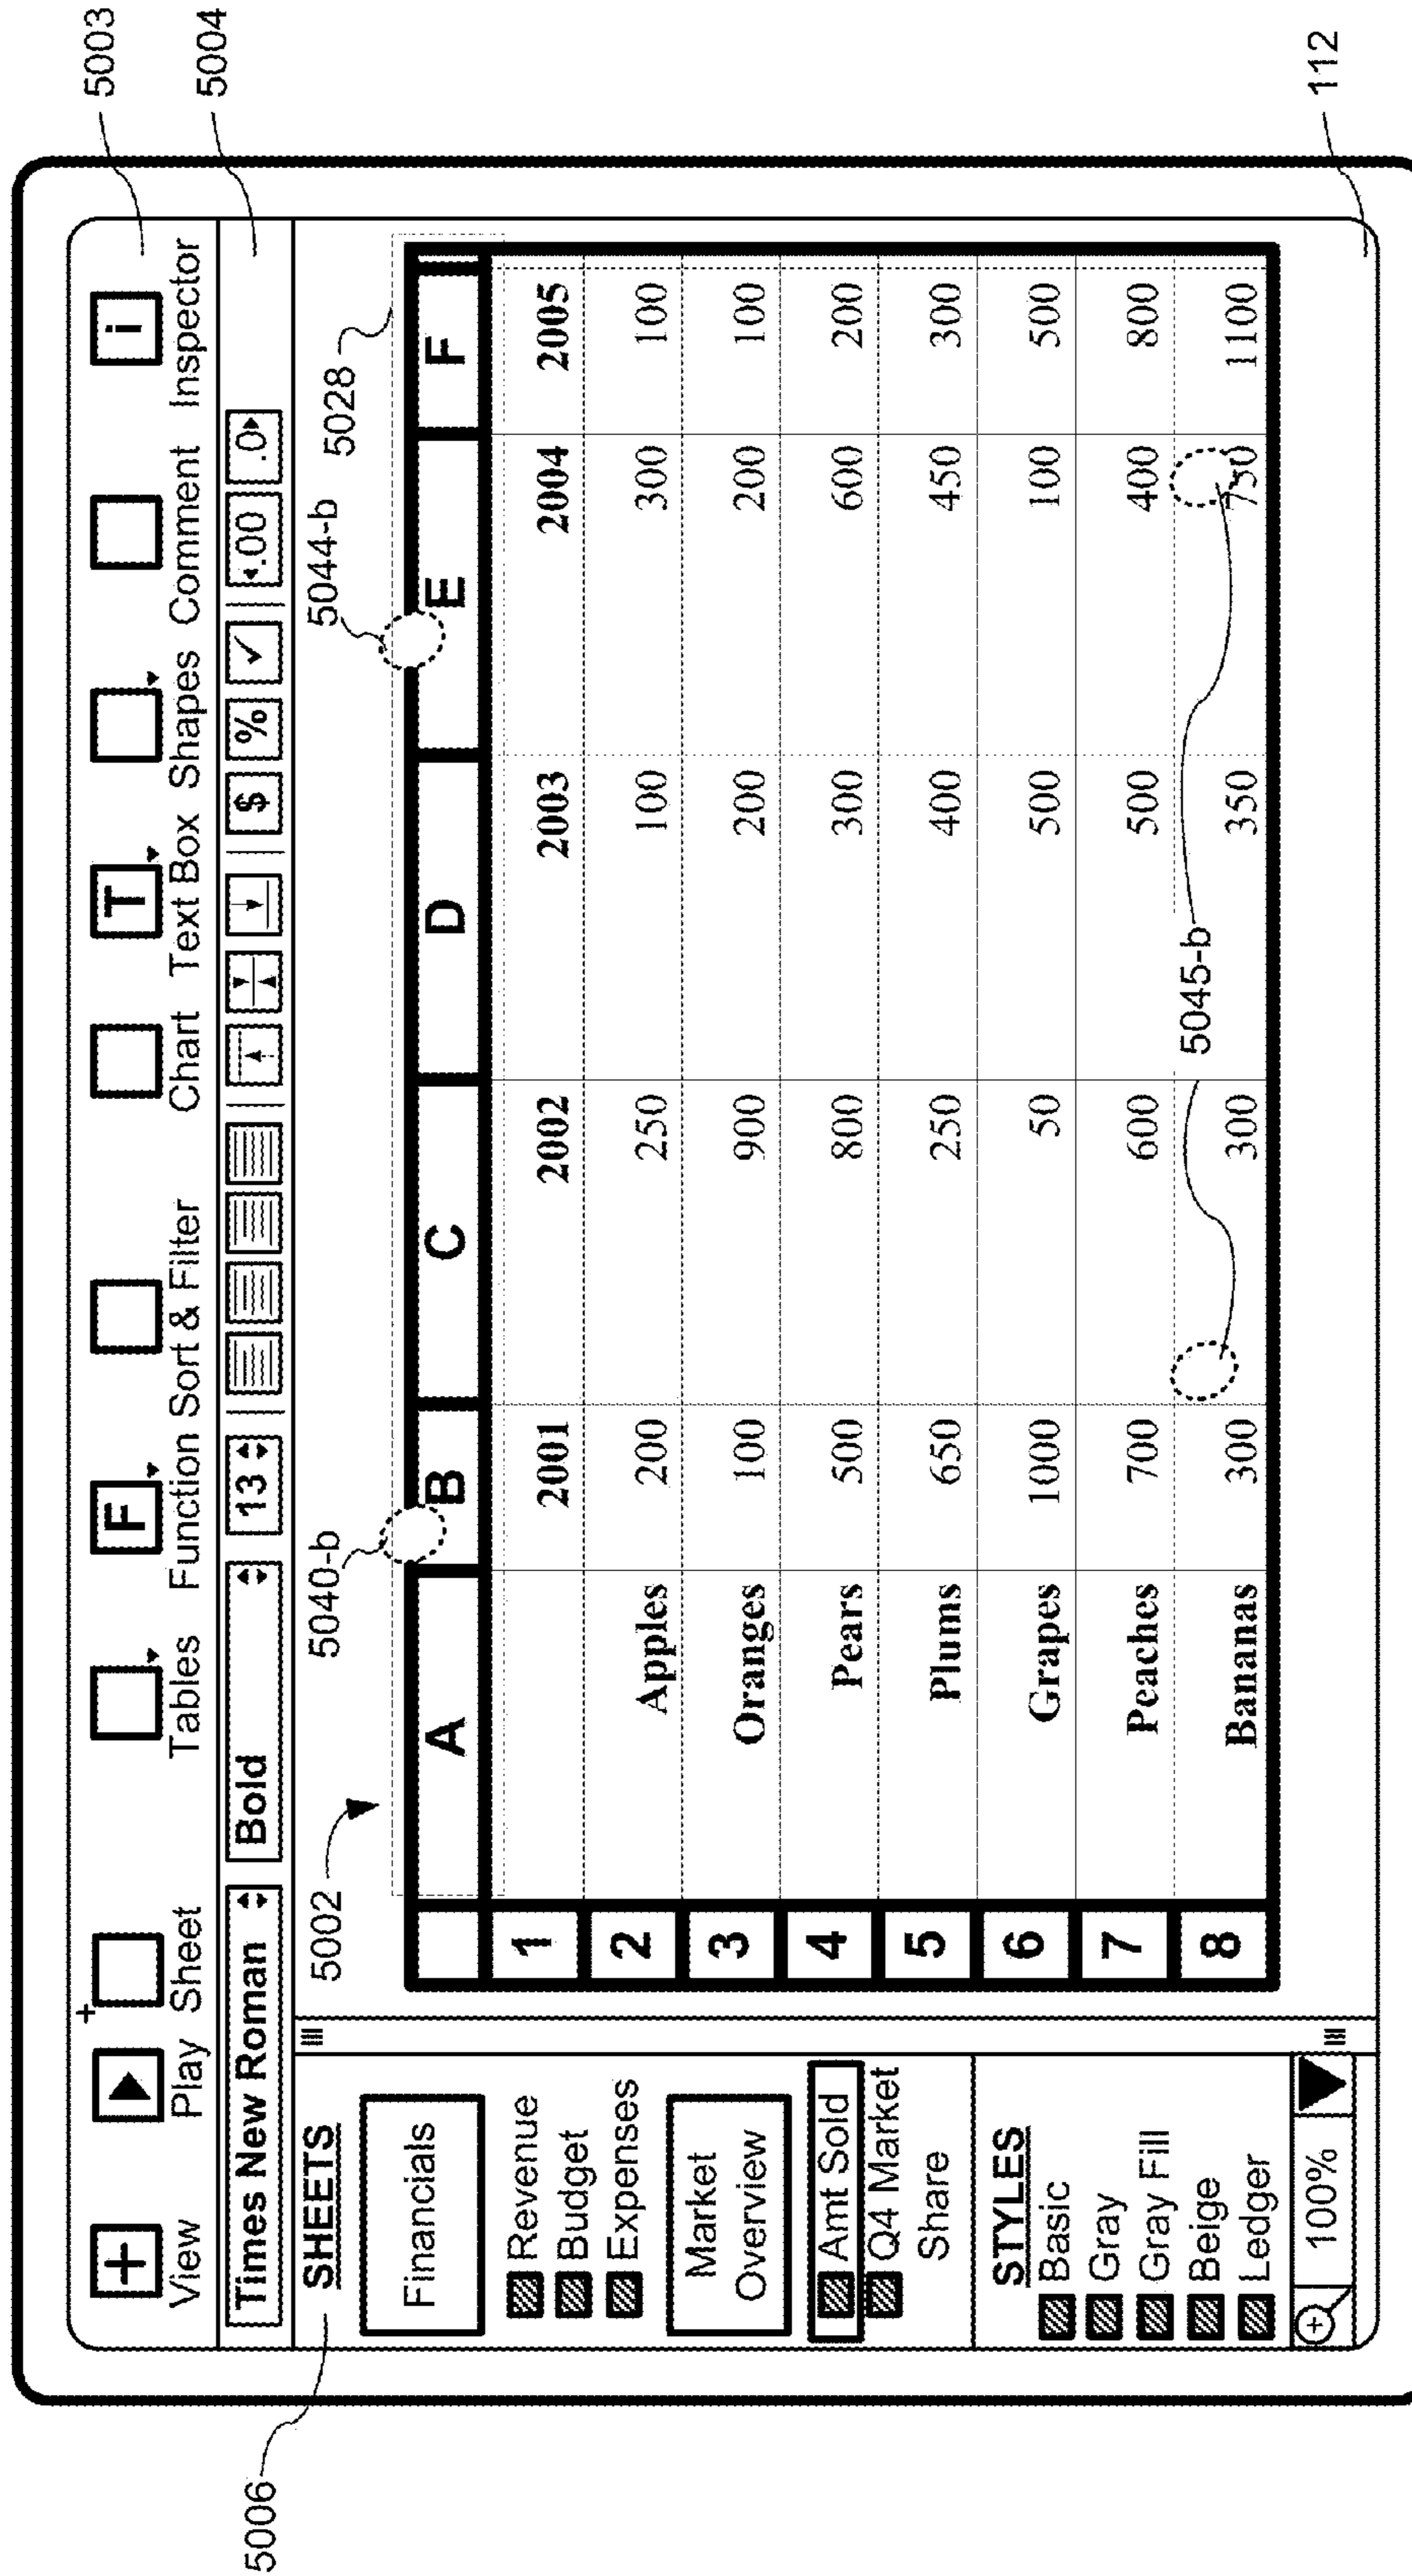 5003
5004
+ i
T
F
+
View Play Sheet Tables Function Sort & Filter Chart Text Box Shapes Comment Inspector
Times New Roman Bold 13 $ % ✓ .00 .0
5006
SHEETS
Financials
Revenue
Budget
Expenses
Market
Overview
Amt Sold
Q4 Market
Share
STYLES
Basic
Gray
Gray Fill
Beige
Ledger
100%
5002 5040-b 5044-b 5028
A B C D E F
1 2001 2002 2003 2004 2005
2 Apples 200 250 100 300 100
3 Oranges 100 900 200 200 100
4 Pears 500 800 300 600 200
5 Plums 650 250 400 450 300
6 Grapes 1000 50 500 100 500
7 Peaches 700 600 500 400 800
8 Bananas 300 300 350 750 1100
5045-b
112